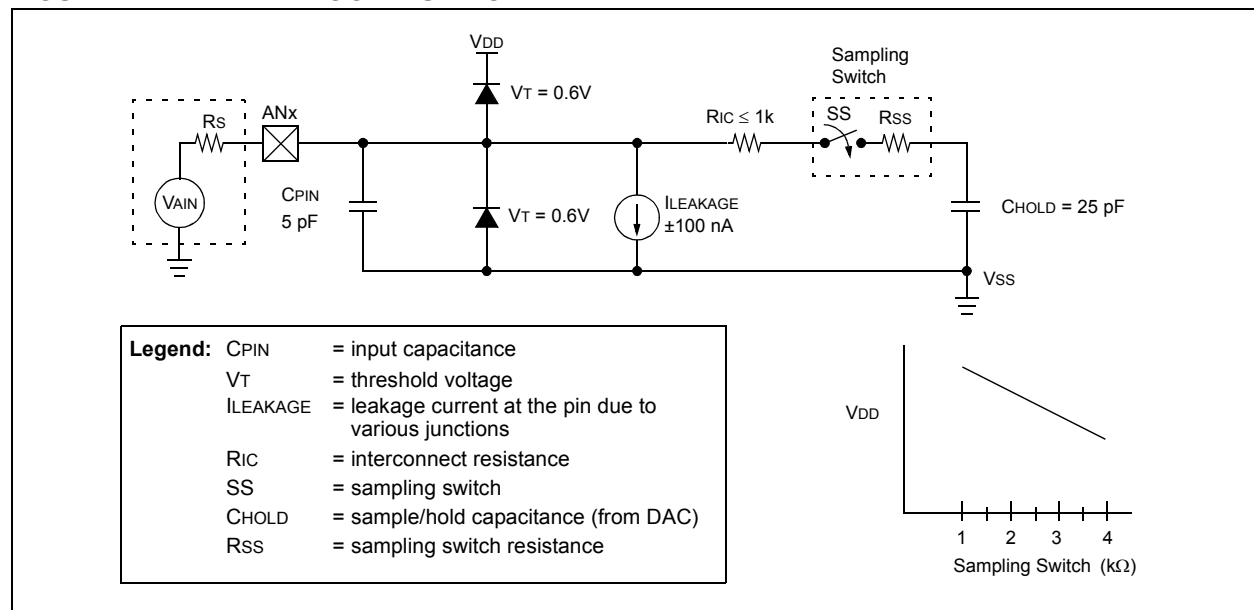 VDD
Sampling
Switch
VT = 0.6V
RS
ANx
RIC ≤ 1k
SS
RSS
VAIN
CPIN
5 pF
VT = 0.6V
ILEAKAGE
±100 nA
CHOLD = 25 pF
VSS
Legend: CPIN = input capacitance
VT = threshold voltage
ILEAKAGE = leakage current at the pin due to
various junctions
RIC = interconnect resistance
SS = sampling switch
CHOLD = sample/hold capacitance (from DAC)
RSS = sampling switch resistance
VDD
1 2 3 4
Sampling Switch (kΩ)